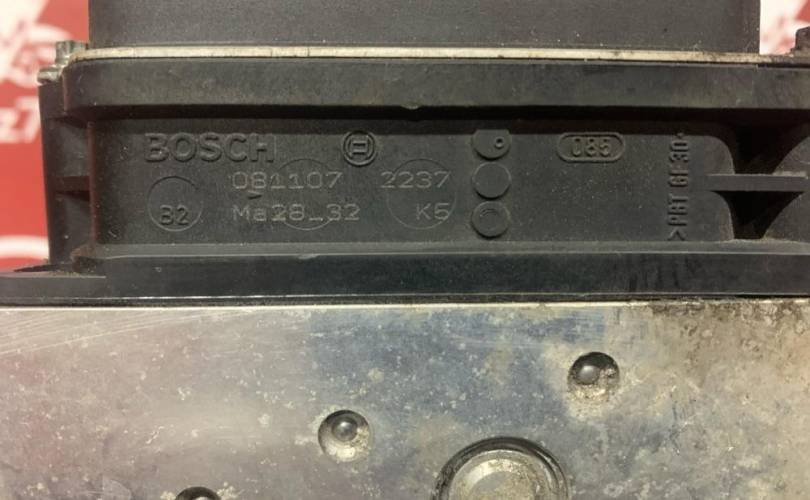 BOSCH
085
081107 2237
B2
Ma28_32 K5
>PBT GF30<